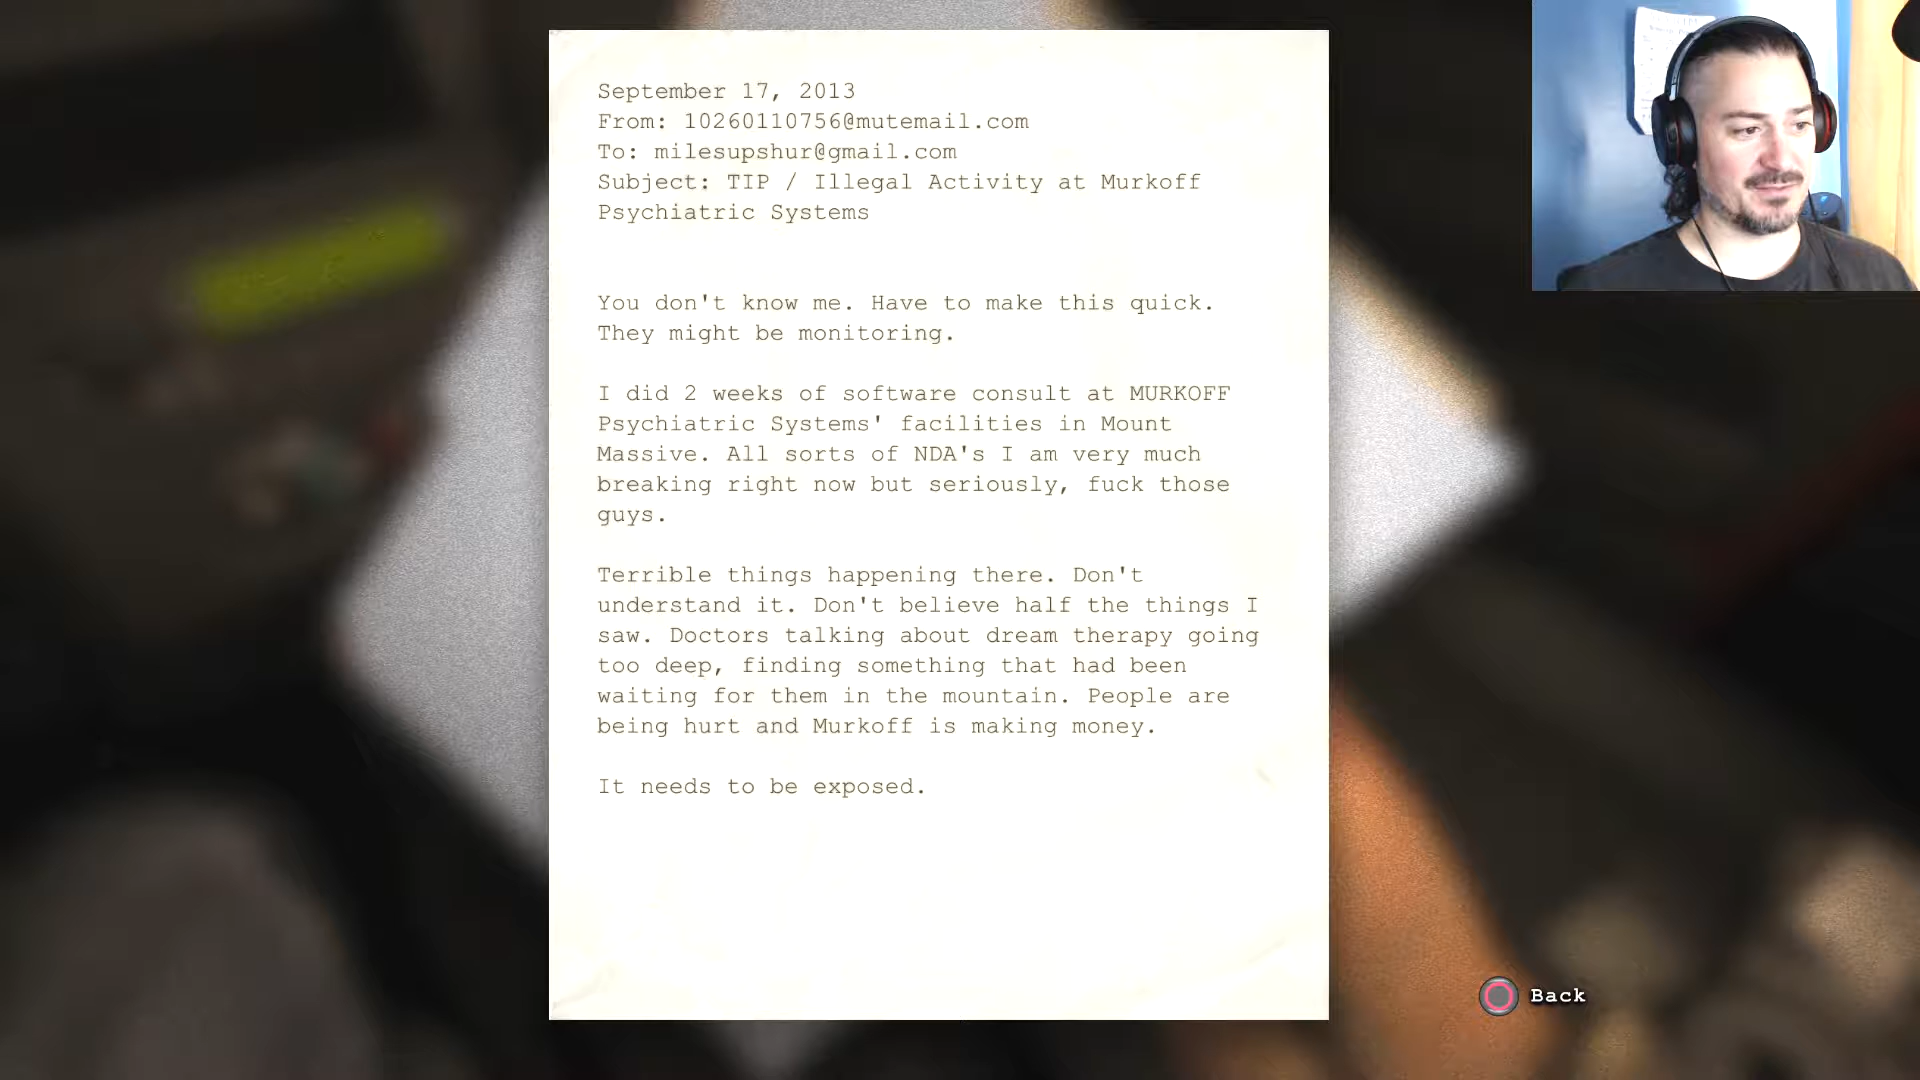 September 17, 2013
From: 10260110756@mutemail.com
To: milesupshur@gmail.com
Subject: TIP / Illegal Activity at Murkoff
Psychiatric Systems
You don't know me. Have to make this quick.
They might be monitoring.
I did 2 weeks of software consult at MURKOFF
Psychiatric Systems' facilities in Mount
Massive. All sorts of NDA's I am very much
breaking right now but seriously, fuck those
guys.
Terrible things happening there. Don't
understand it. Don't believe half the things I
saw. Doctors talking about dream therapy going
too deep, finding something that had been
waiting for them in the mountain. People are
being hurt and Murkoff is making money.
It needs to be exposed.
Back